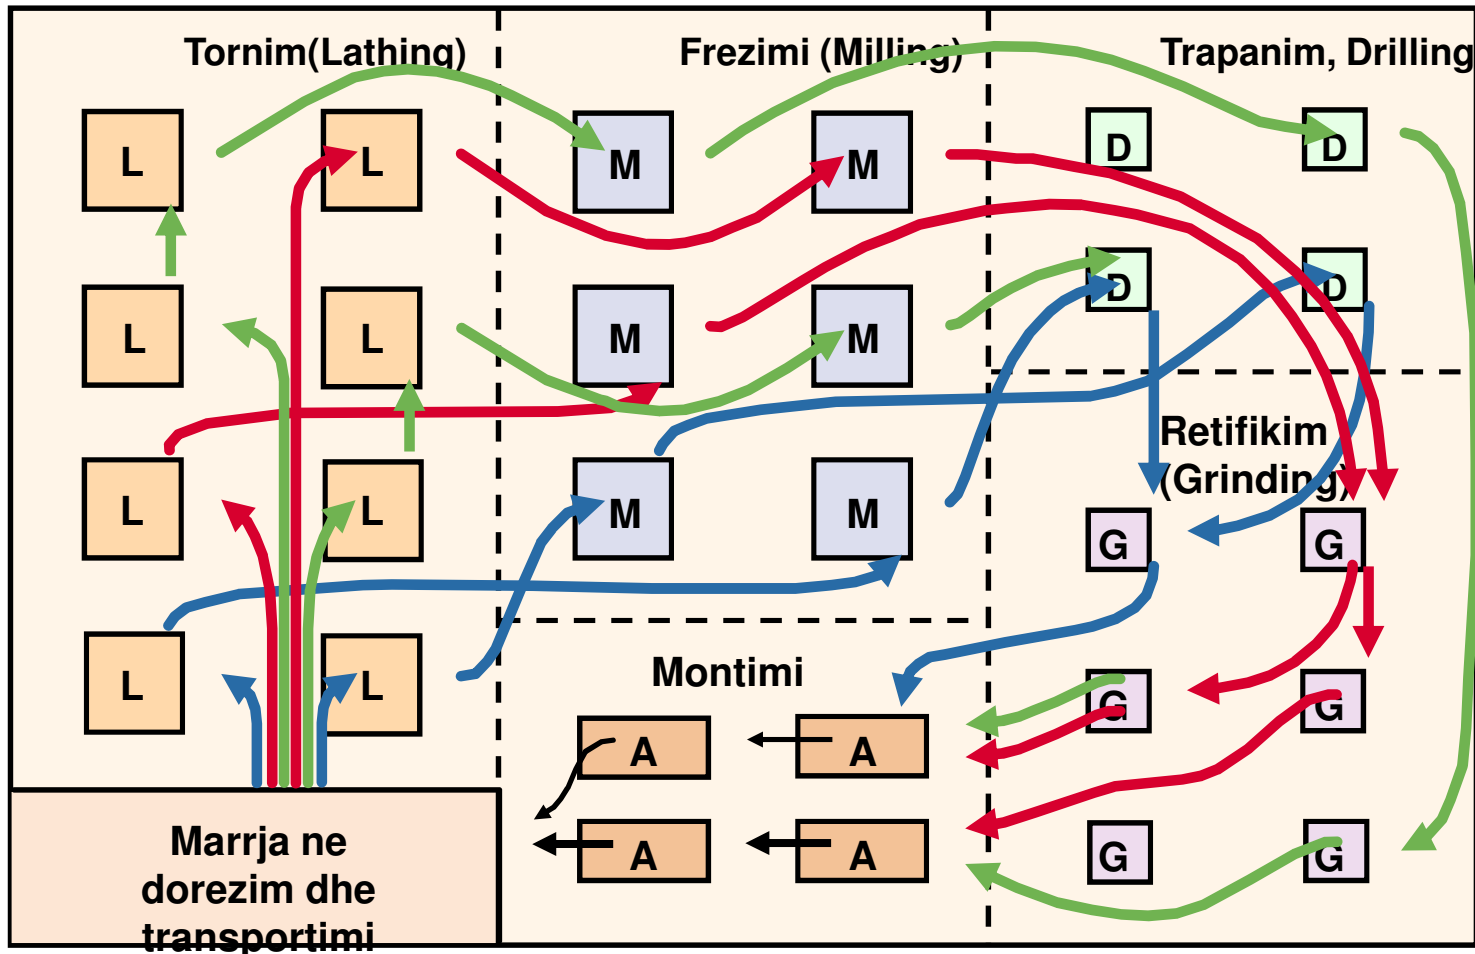 Tornim(Lathing)
Frezimi (Milling)
Trapanim, Drilling
L L M M D D
L L M M D D
Retifikim
(Grinding)
L L M M G G
Montimi
L L G G
A A
Marrja ne
dorezim dhe
transportimi
A A G G